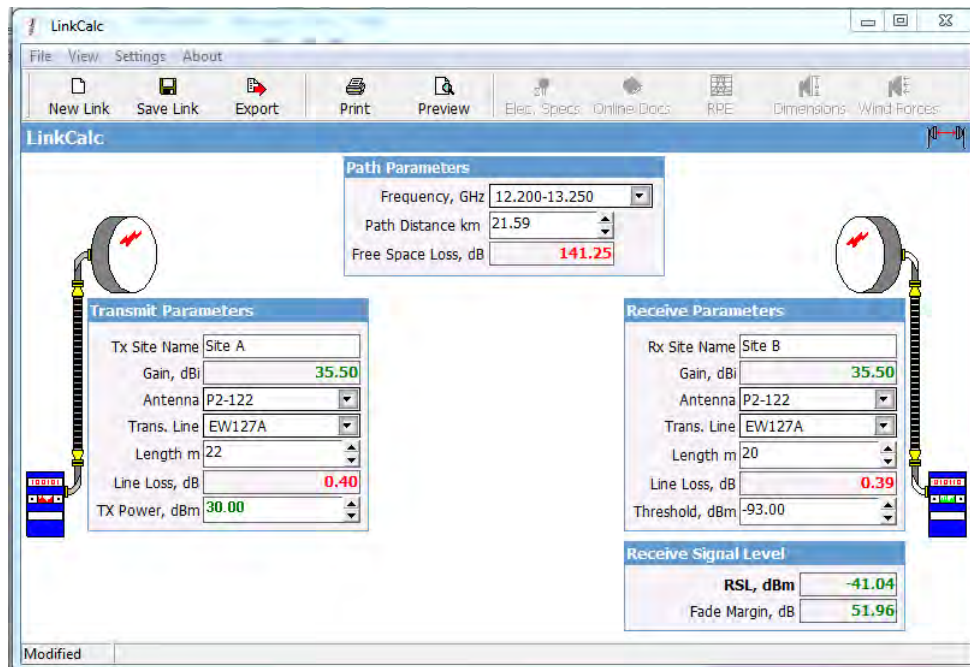 LinkCalc
File View Settings About
New Link Save Link Export Print Preview Elec. Specs Online Docs RPE Dimensions Wind Forces
LinkCalc
Path Parameters
Frequency, GHz 12.200-13.250
Path Distance km 21.59
Free Space Loss, dB 141.25
Transmit Parameters
Tx Site Name Site A
Gain, dBi 35.50
Antenna P2-122
Trans. Line EW127A
Length m 22
Line Loss, dB 0.40
TX Power, dBm 30.00
100101
Receive Parameters
Rx Site Name Site B
Gain, dBi 35.50
Antenna P2-122
Trans. Line EW127A
Length m 20
Line Loss, dB 0.39
Threshold, dBm -93.00
010110
Receive Signal Level
RSL, dBm -41.04
Fade Margin, dB 51.96
Modified